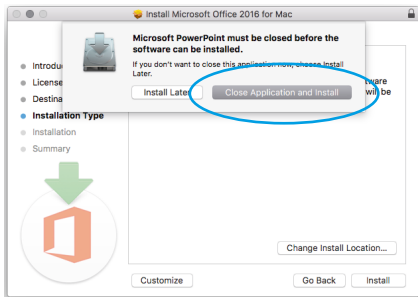 Install Microsoft Office 2016 for Mac
Microsoft PowerPoint must be closed before the
software can be installed.
If you don't want to close this application now, choose Install
Later.
Install Later
Close Application and Install
Introdu
License
Destina
ware
will be
Installation Type
Installation
Summary
Change Install Location...
Customize
Go Back
Install